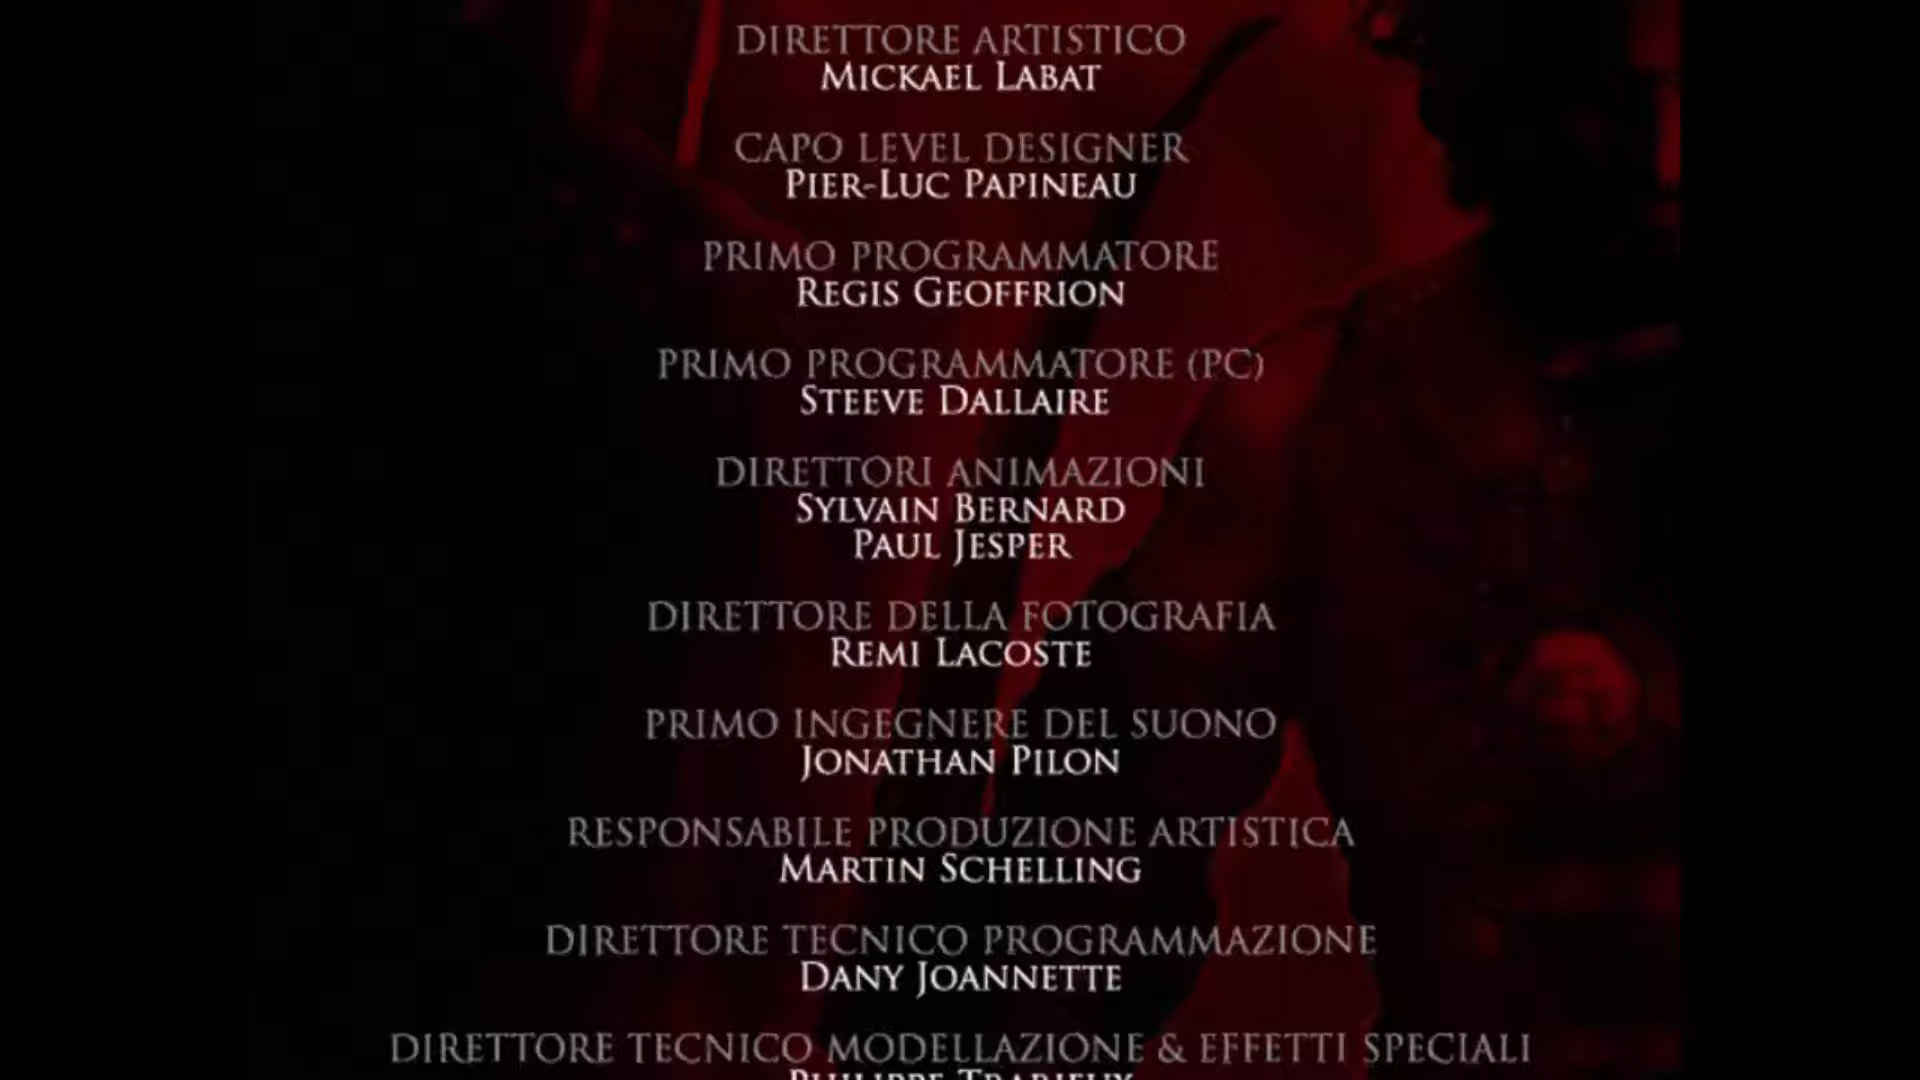 DIRETTORE ARTISTICO
MICKAEL LABAT
CAPO LEVEL DESIGNER
PIER-LUC PAPINEAU
PRIMO PROGRAMMATORE
REGIS GEOFFRION
PRIMO PROGRAMMATORE (PC)
STEEVE DALLAIRE
DIRETTORI ANIMAZIONI
SYLVAIN BERNARD
PAUL JESPER
DIRETTORE DELLA FOTOGRAFIA
REMI LACOSTE
PRIMO INGEGNERE DEL SUONO
JONATHAN PILON
RESPONSABILE PRODUZIONE ARTISTICA
MARTIN SCHELLING
DIRETTORE TECNICO PROGRAMMAZIONE
DANY JOANNETTE
DIRETTORE TECNICO MODELLAZIONE & EFFETTI SPECIALI